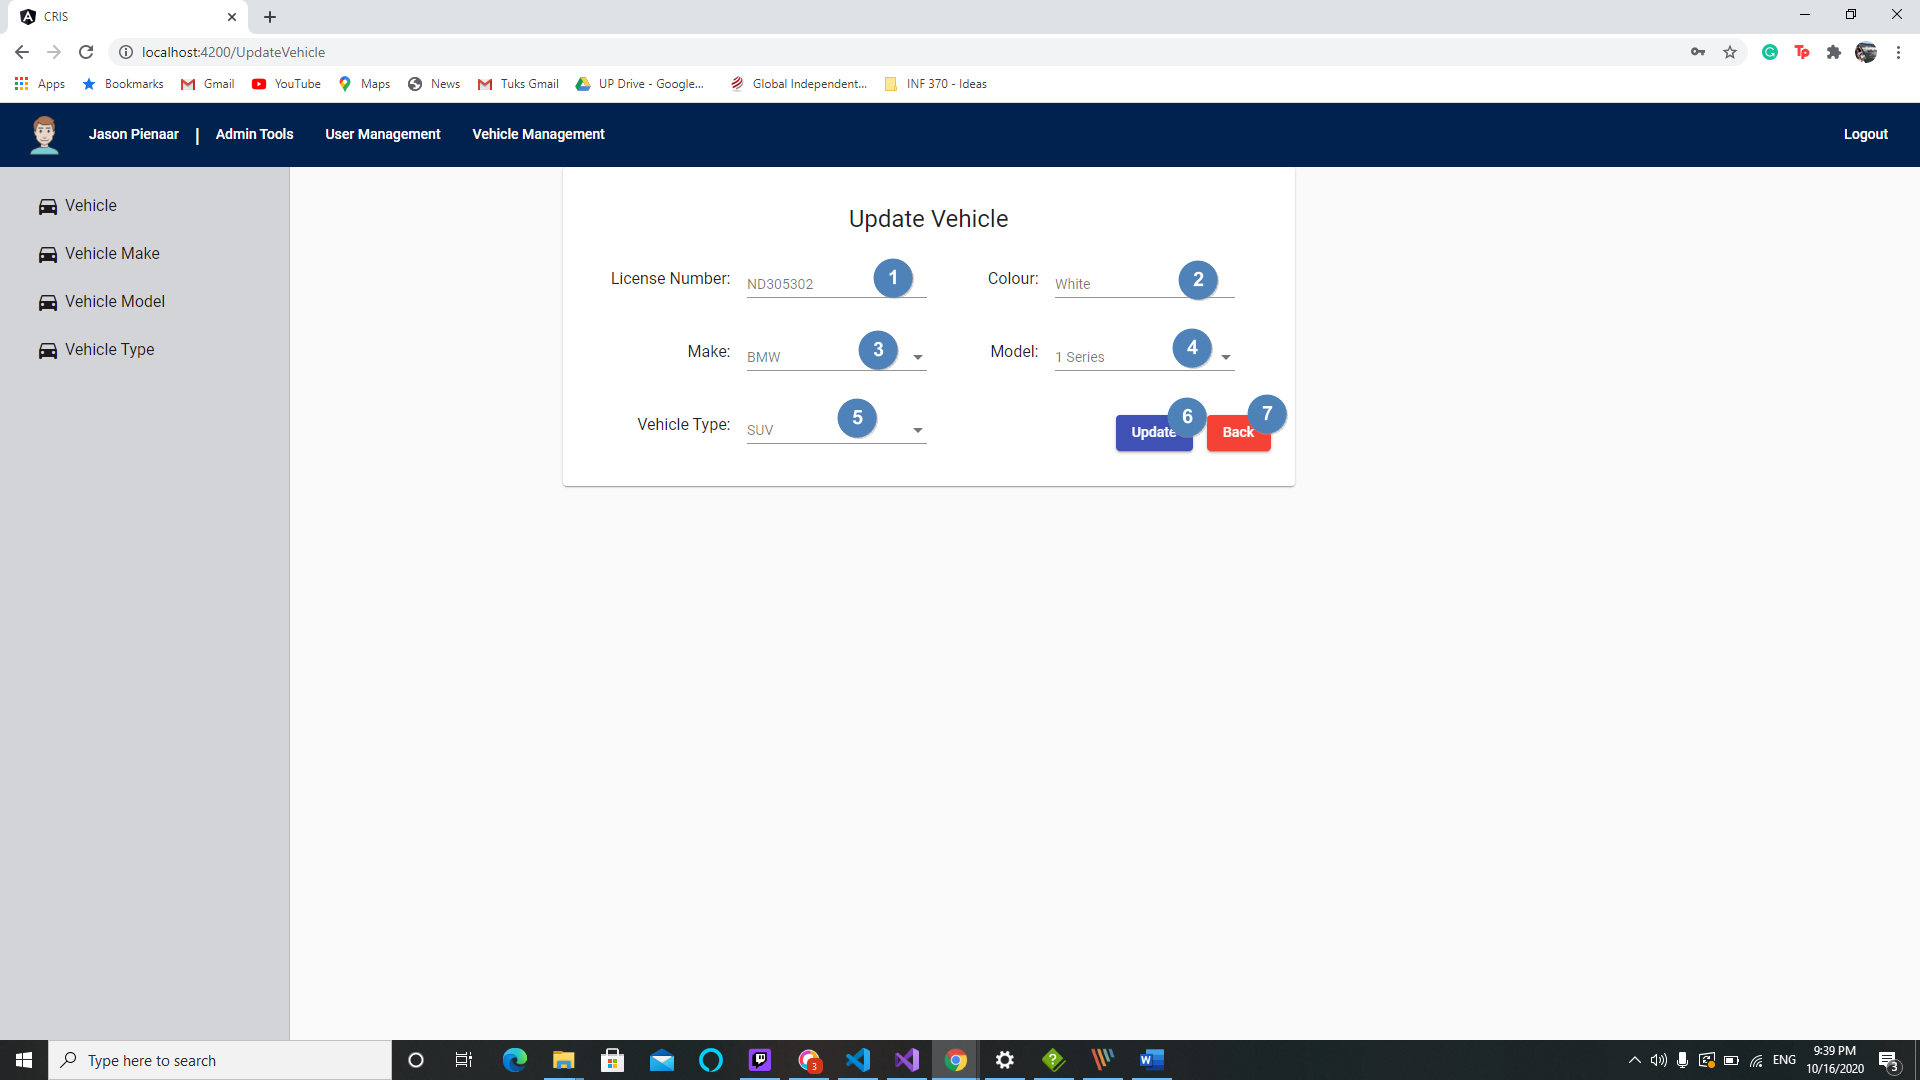 CRIS
localhost:4200/UpdateVehicle
Apps Bookmarks Gmail YouTube Maps News Tuks Gmail UP Drive - Google... Global Independent... INF 370 - Ideas
Jason Pienaar | Admin Tools User Management Vehicle Management Logout
Vehicle
Vehicle Make
Vehicle Model
Vehicle Type
Update Vehicle
License Number: ND305302 1 Colour: White 2
Make: BMW 3 Model: 1 Series 4
Vehicle Type: SUV 5 Update 6 Back 7
Type here to search
3
ENG
9:39 PM
10/16/2020
3